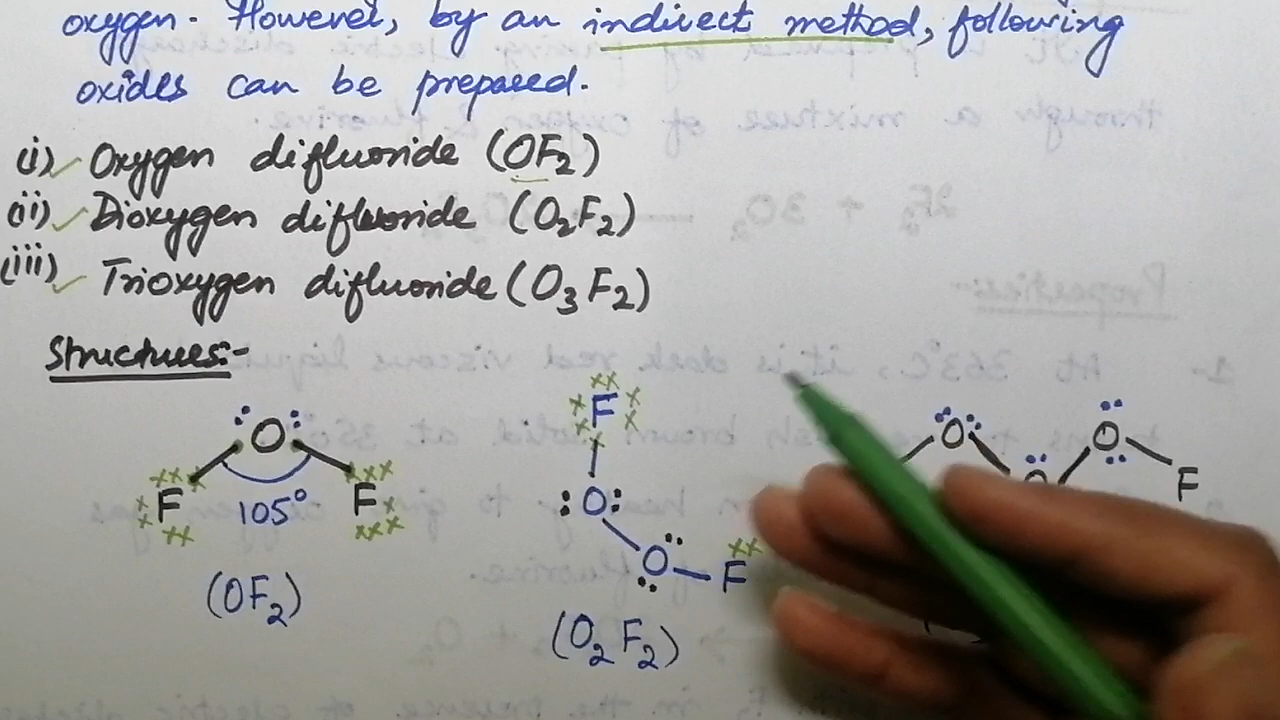 oxygen. However, by an indirect method, following
oxides can be prepared.
(i) Oxygen difluoride (OF₂)
(ii) Dioxygen difluoride (O₂F₂)
(iii) Trioxygen difluoride (O₃F₂)
Structures:-
O
F F
105°
(OF₂)
F
O
O F
(O₂F₂)
O O
F